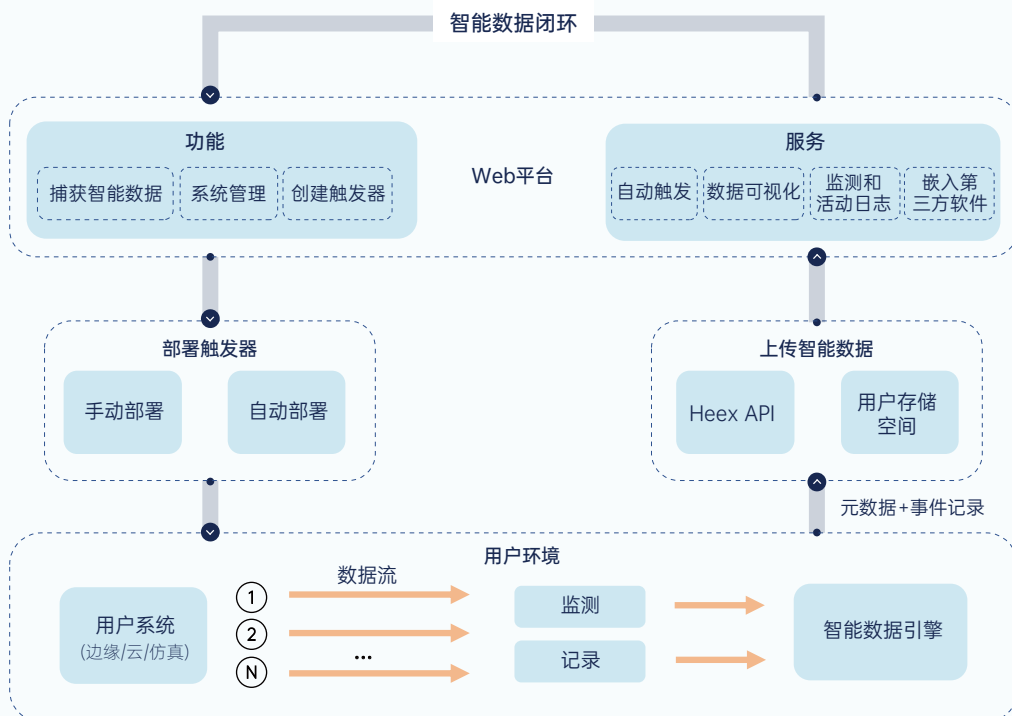 智能数据闭环
功能
捕获智能数据
系统管理
创建触发器
Web平台
服务
自动触发
数据可视化
监测和
活动日志
嵌入第
三方软件
部署触发器
手动部署
自动部署
上传智能数据
Heex API
用户存储
空间
元数据+事件记录
用户环境
用户系统
(边缘/云/仿真)
1
2
N
数据流
...
监测
记录
智能数据引擎